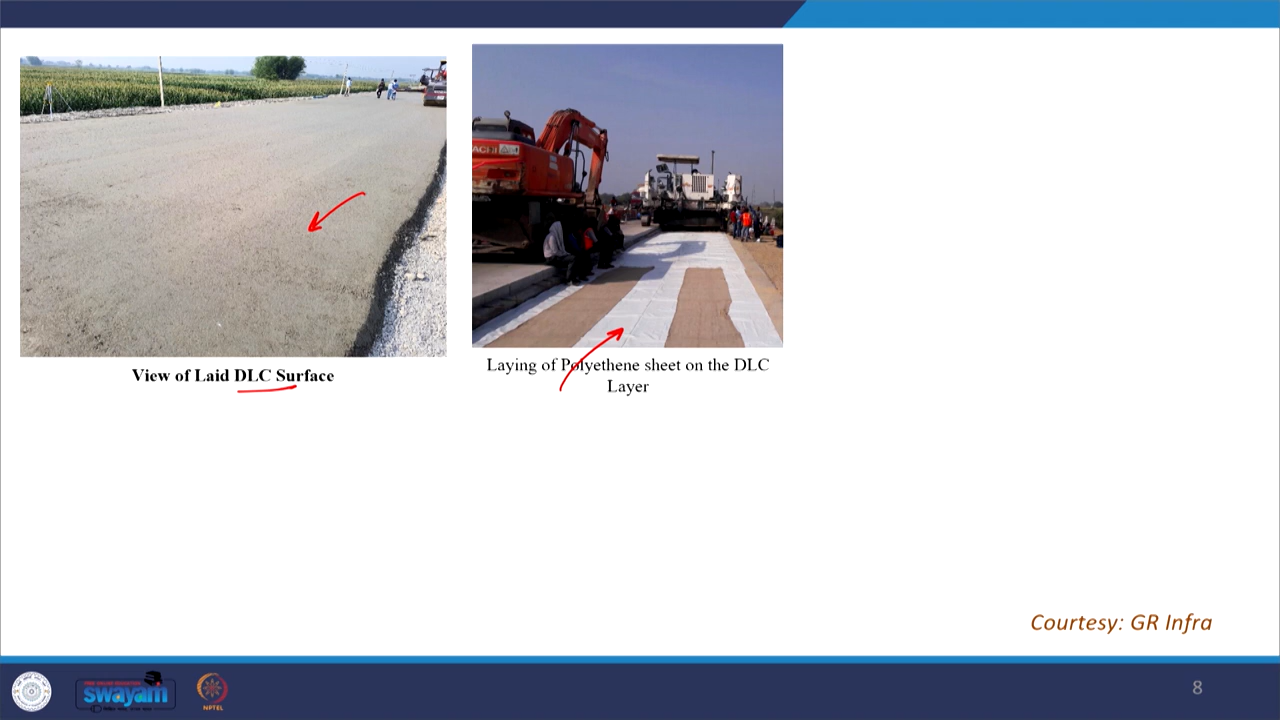 View of Laid DLC Surface
Laying of Polyethene sheet on the DLC
Layer
Courtesy: GR Infra
swayam
NPTEL
8